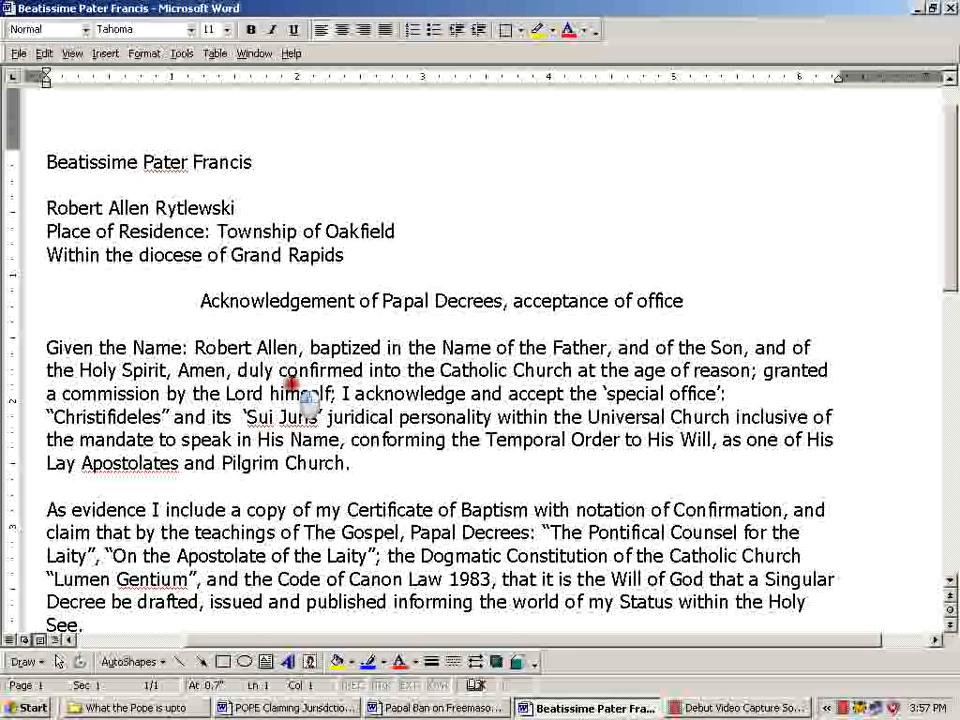 Beatissime Pater Francis - Microsoft Word
Normal Tahoma 11 B I U A
File Edit View Insert Format Tools Table Window Help
1 2 3 4 5 6 7
Beatissime Pater Francis
Robert Allen Rytlewski
Place of Residence: Township of Oakfield
Within the diocese of Grand Rapids
Acknowledgement of Papal Decrees, acceptance of office
Given the Name: Robert Allen, baptized in the Name of the Father, and of the Son, and of
the Holy Spirit, Amen, duly confirmed into the Catholic Church at the age of reason; granted
a commission by the Lord himself; I acknowledge and accept the ‘special office’:
“Christifideles” and its ‘Sui Juris’ juridical personality within the Universal Church inclusive of
the mandate to speak in His Name, conforming the Temporal Order to His Will, as one of His
Lay Apostolates and Pilgrim Church.
As evidence I include a copy of my Certificate of Baptism with notation of Confirmation, and
claim that by the teachings of The Gospel, Papal Decrees: “The Pontifical Counsel for the
Laity”, “On the Apostolate of the Laity”; the Dogmatic Constitution of the Catholic Church
“Lumen Gentium”, and the Code of Canon Law 1983, that it is the Will of God that a Singular
Decree be drafted, issued and published informing the world of my Status within the Holy
See.
Draw AutoShapes A
Page 1 Sec 1 1/1 At 0.7" Ln 1 Col 1 REC TRK EXT OVR
Start What the Pope is upto POPE Claiming Jurisdictio... Papal Ban on Freemaso... Beatissime Pater Fra... Debut Video Capture So... « 3:57 PM